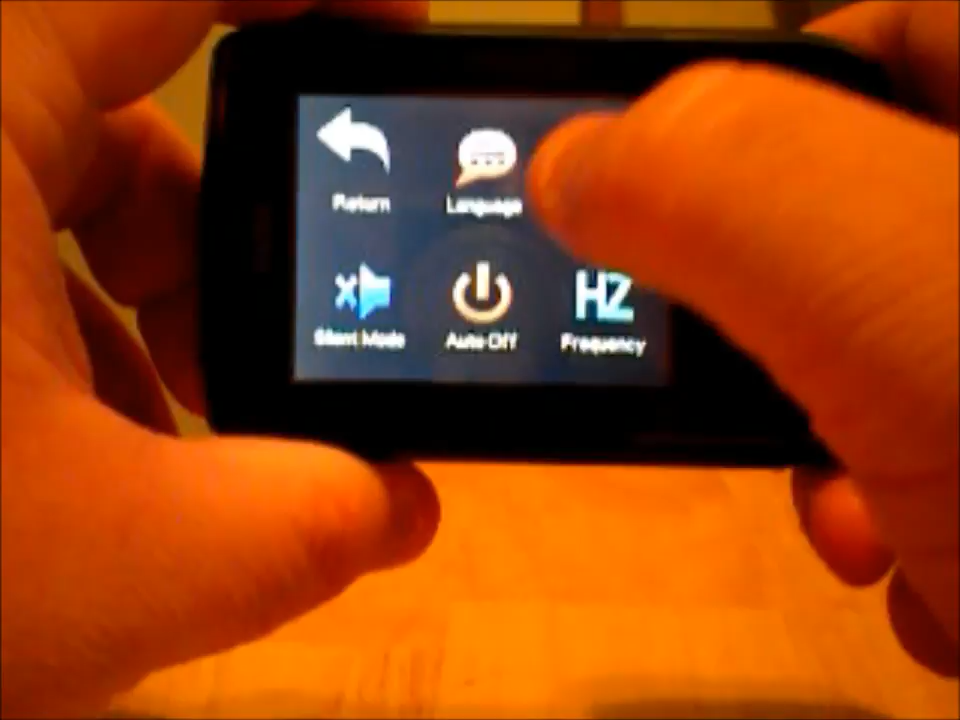 Return
Language
Silent Mode
Auto Off
HZ
Frequency